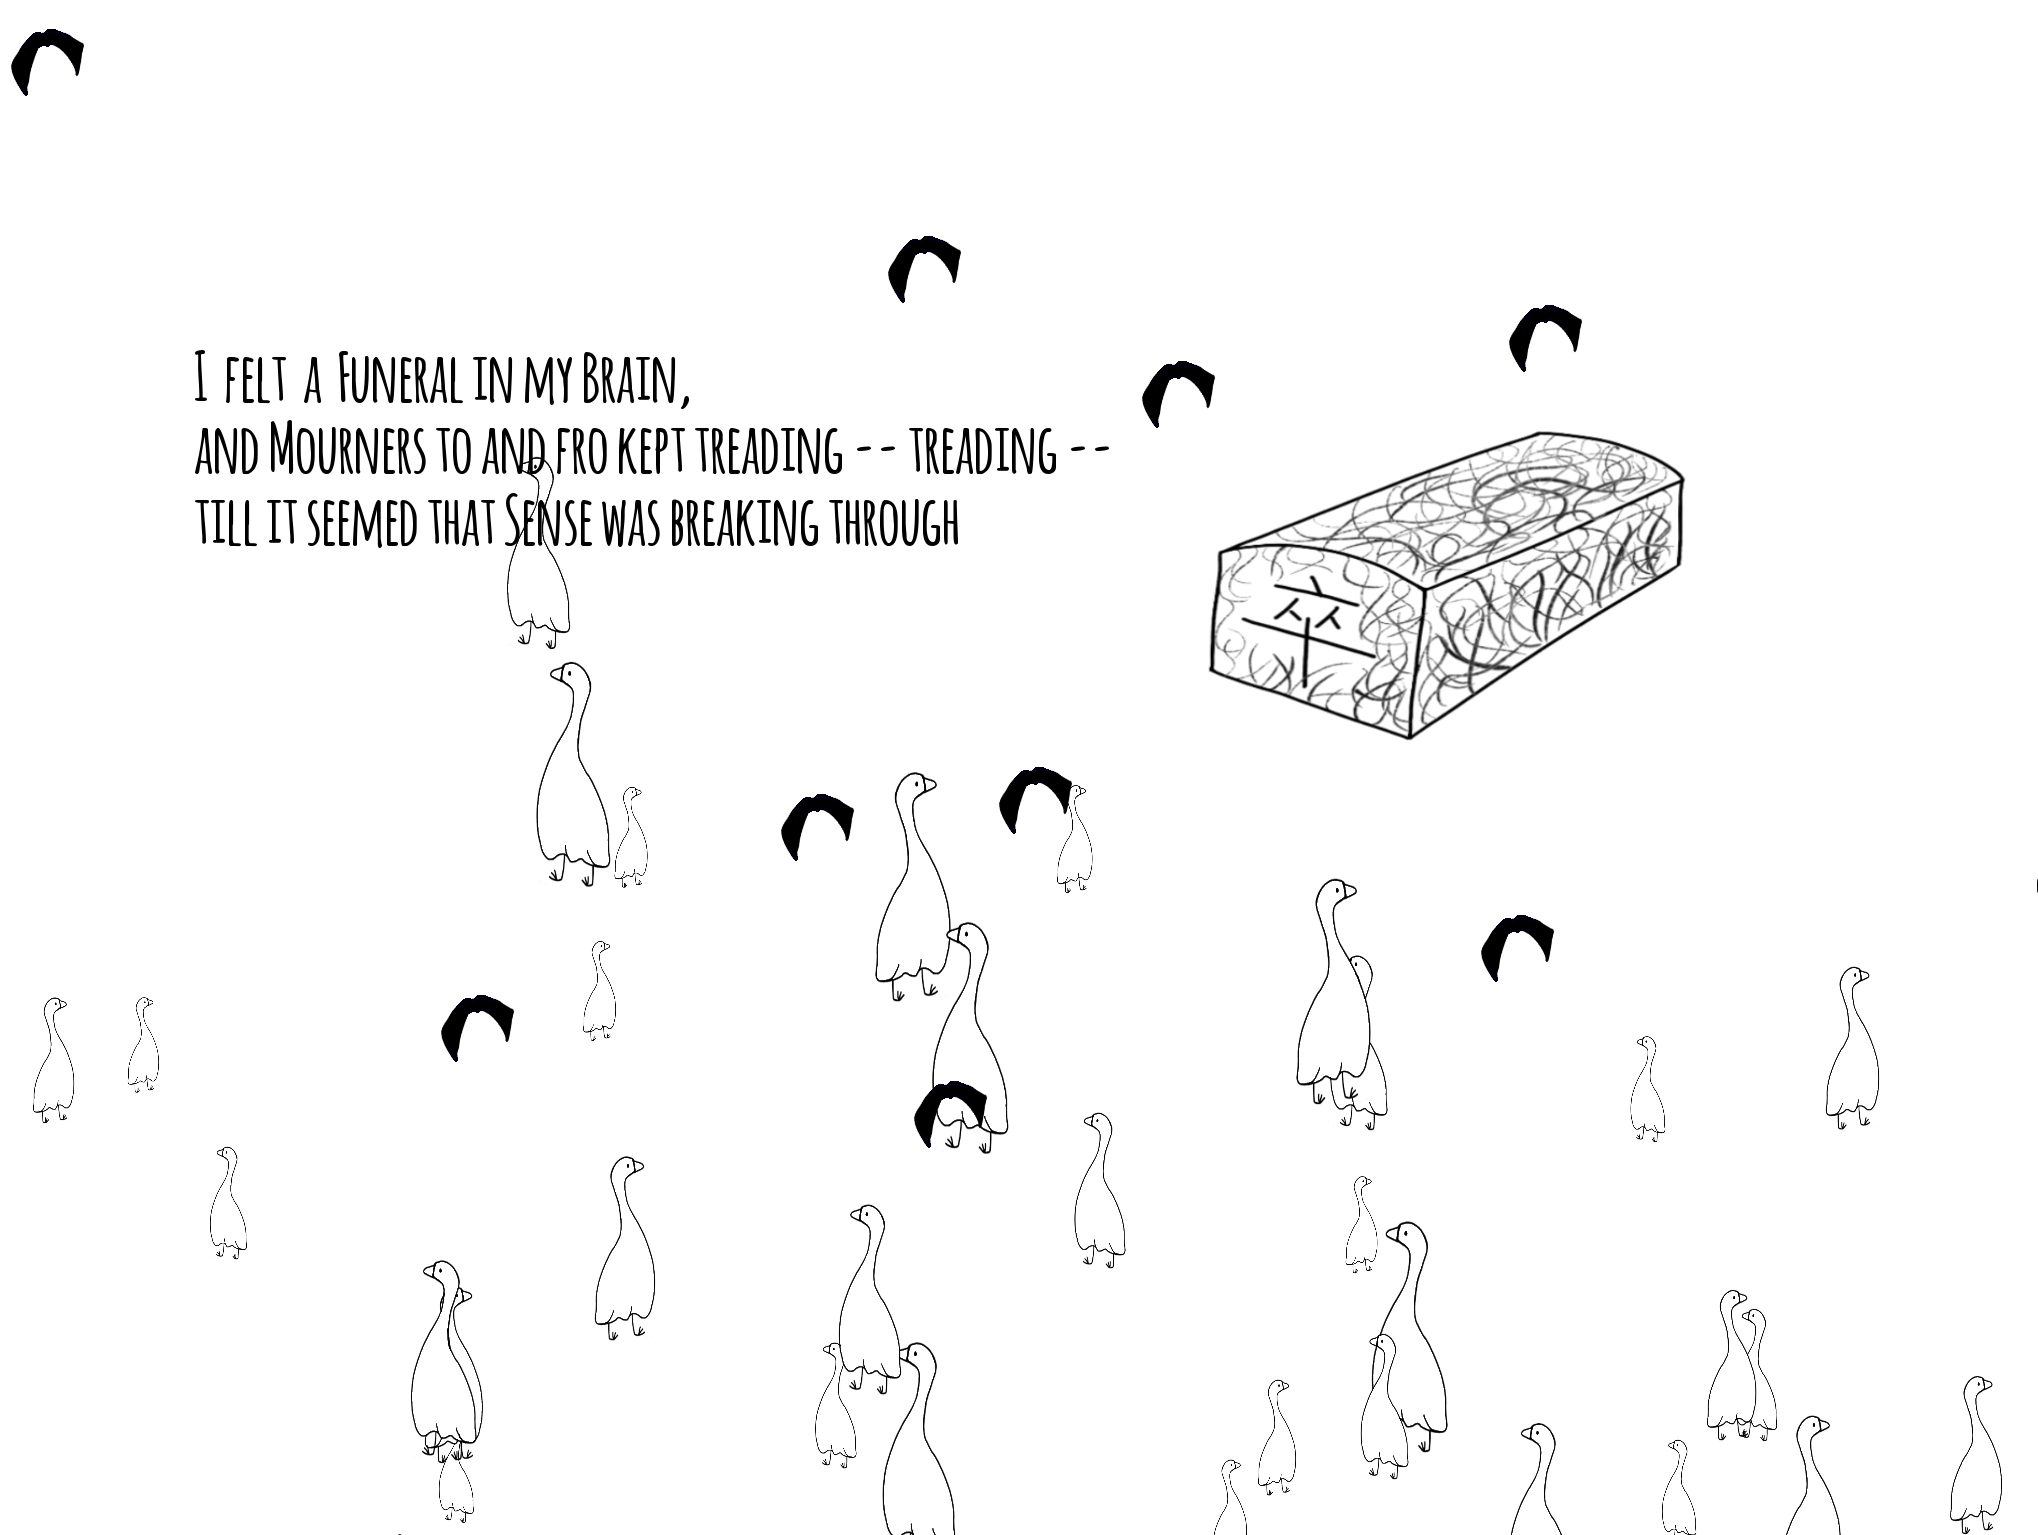 I felt a Funeral in my Brain,
and Mourners to and fro kept treading -- treading --
till it seemed that Sense was breaking through
卒